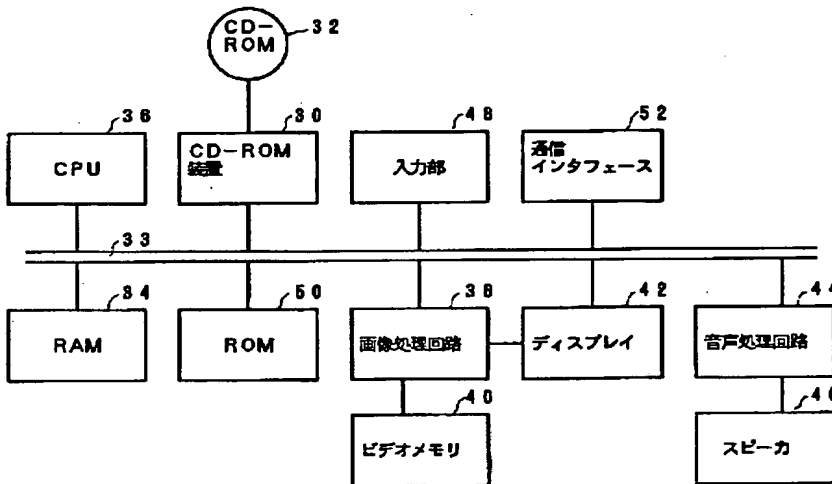 CD-
ROM
32
36
30
48
52
CPU
CD-ROM
装置
入力部
通信
インタフェース
33
34
50
38
42
44
RAM
ROM
画像処理回路
ディスプレイ
音声処理回路
40
ビデオメモリ
スピーカ